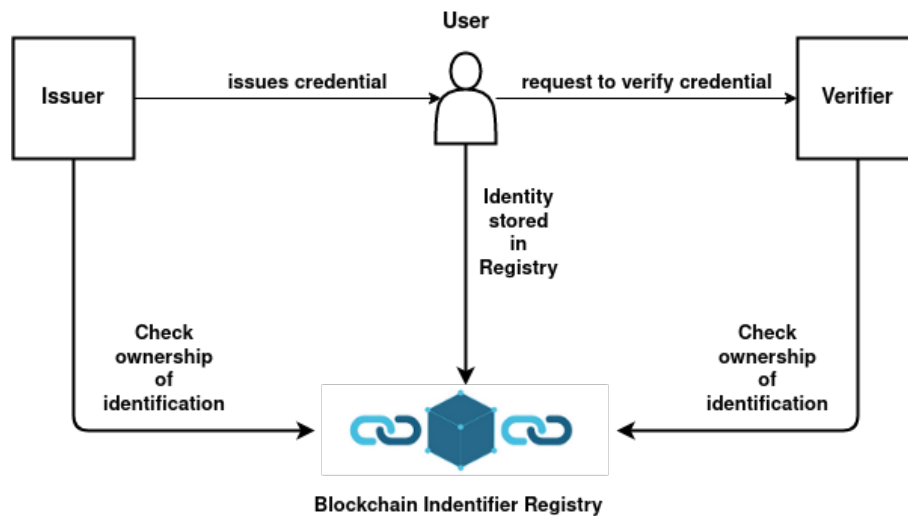 User
Issuer
issues credential
request to verify credential
Verifier
Identity
stored
in
Registry
Check
ownership
of
identification
Check
ownership
of
identification
Blockchain Indentifier Registry